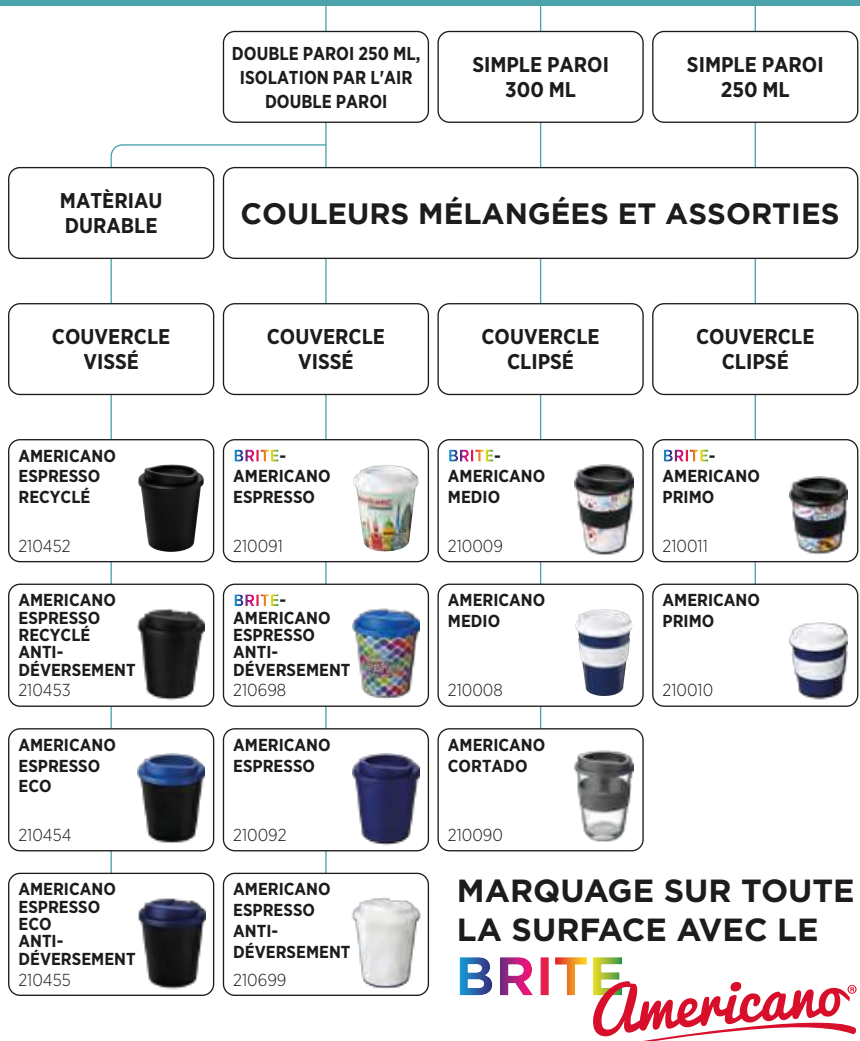 DOUBLE PAROI 250 ML,
ISOLATION PAR L'AIR
DOUBLE PAROI
SIMPLE PAROI
300 ML
SIMPLE PAROI
250 ML
MATÈRIAU
DURABLE
COULEURS MÉLANGÉES ET ASSORTIES
COUVERCLE
VISSÉ
COUVERCLE
VISSÉ
COUVERCLE
CLIPSÉ
COUVERCLE
CLIPSÉ
AMERICANO
ESPRESSO
RECYCLÉ
210452
BRITE-
AMERICANO
ESPRESSO
210091
BRITE-
AMERICANO
MEDIO
210009
BRITE-
AMERICANO
PRIMO
210011
AMERICANO
ESPRESSO
RECYCLÉ
ANTI-
DÉVERSEMENT
210453
BRITE-
AMERICANO
ESPRESSO
ANTI-
DÉVERSEMENT
210698
AMERICANO
MEDIO
210008
AMERICANO
PRIMO
210010
AMERICANO
ESPRESSO
ECO
210454
AMERICANO
ESPRESSO
210092
AMERICANO
CORTADO
210090
AMERICANO
ESPRESSO
ECO
ANTI-
DÉVERSEMENT
210455
AMERICANO
ESPRESSO
ANTI-
DÉVERSEMENT
210699
MARQUAGE SUR TOUTE
LA SURFACE AVEC LE
BRITE
Americano®